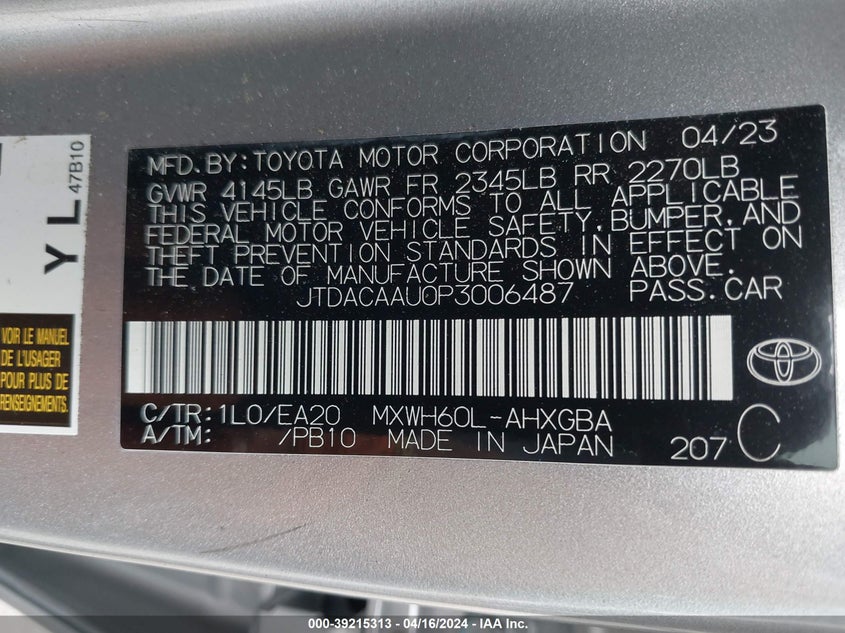 47B10
YL
VOIR LE MANUEL
DE L'USAGER
POUR PLUS DE
RENSEIGNEMENTS.
MFD.BY:TOYOTA MOTOR CORPORATION 04/23
GVWR 4145LB GAWR FR 2345LB RR 2270LB
THIS VEHICLE CONFORMS TO ALL APPLICABLE
FEDERAL MOTOR VEHICLE SAFETY,BUMPER,AND
THEFT PREVENTION STANDARDS IN EFFECT ON
THE DATE OF MANUFACTURE SHOWN ABOVE.
JTDACAAU0P3006487 PASS.CAR
C/TR:1L0/EA20 MXWH60L-AHXGBA
A/TM: /PB10 MADE IN JAPAN 207 C
000-39215313 - 04/16/2024 - IAA Inc.